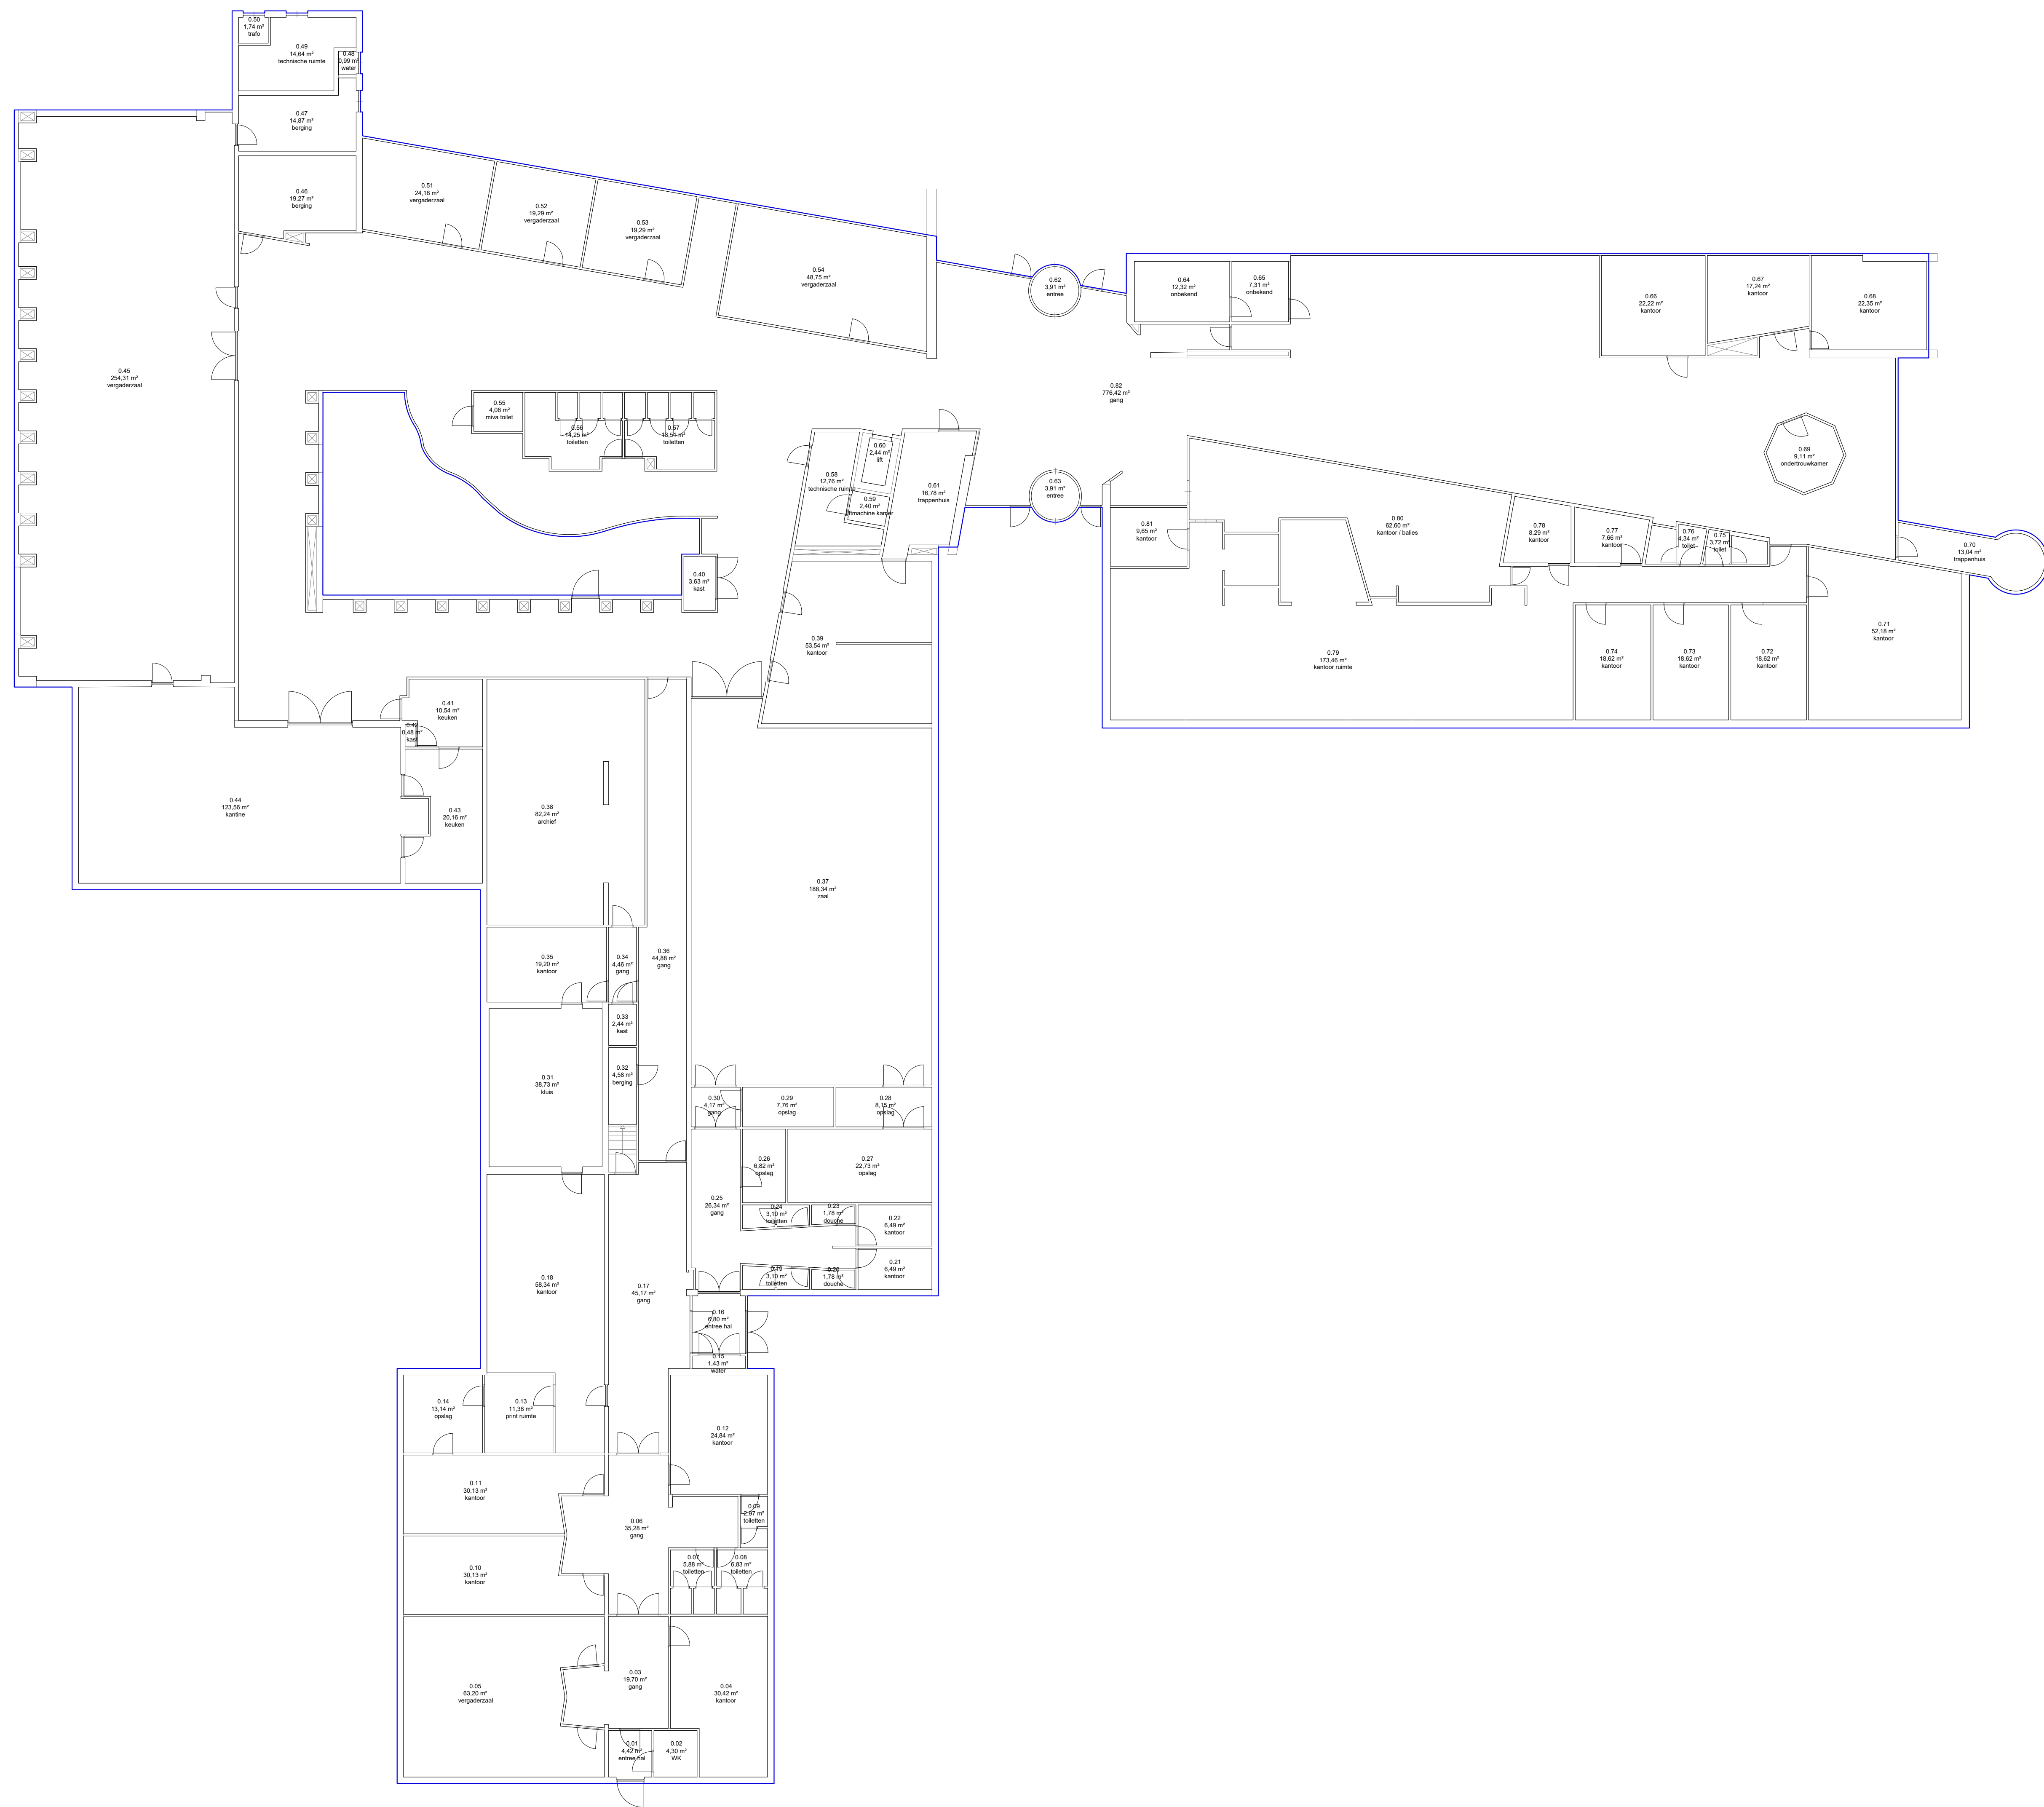 0.50
1,74 m²
trafo
0.49
14,64 m²
technische ruimte
0.48
0,99 m²
water
0.47
14,87 m²
berging
0.46
19,27 m²
berging
0.51
24,18 m²
vergaderzaal
0.52
19,29 m²
vergaderzaal
0.53
19,29 m²
vergaderzaal
0.54
48,75 m²
vergaderzaal
0.62
3,91 m²
entree
0.64
12,32 m²
onbekend
0.65
7,31 m²
onbekend
0.66
22,22 m²
kantoor
0.67
17,24 m²
kantoor
0.68
22,35 m²
kantoor
0.45
254,31 m²
vergaderzaal
0.82
776,42 m²
gang
0.55
4,08 m²
miva toilet
0.56
14,25 m²
toiletten
0.57
18,54 m²
toiletten
0.58
12,76 m²
technische ruimte
0.60
2,44 m²
lift
0.59
2,40 m²
liftmachine kamer
0.61
16,78 m²
trappenhuis
0.63
3,91 m²
entree
0.69
9,11 m²
ondertrouwkamer
0.81
9,65 m²
kantoor
0.80
62,60 m²
kantoor / balies
0.78
8,29 m²
kantoor
0.77
7,66 m²
kantoor
0.76
4,34 m²
toilet
0.75
3,72 m²
toilet
0.70
13,04 m²
trappenhuis
0.40
3,63 m²
kast
0.39
53,54 m²
kantoor
0.79
173,46 m²
kantoor ruimte
0.74
18,62 m²
kantoor
0.73
18,62 m²
kantoor
0.72
18,62 m²
kantoor
0.71
52,18 m²
kantoor
0.41
10,54 m²
keuken
0.42
0,48 m²
kast
0.44
123,56 m²
kantine
0.43
20,16 m²
keuken
0.38
82,24 m²
archief
0.37
188,34 m²
zaal
0.35
19,20 m²
kantoor
0.34
4,46 m²
gang
0.36
44,88 m²
gang
0.33
2,44 m²
kast
0.31
38,73 m²
kluis
0.32
4,58 m²
berging
0.30
4,17 m²
gang
0.29
7,76 m²
opslag
0.28
8,15 m²
opslag
0.26
6,82 m²
opslag
0.27
22,73 m²
opslag
0.25
26,34 m²
gang
0.24
3,10 m²
toiletten
0.23
1,78 m²
douche
0.22
6,49 m²
kantoor
0.19
3,10 m²
toiletten
0.20
1,78 m²
douche
0.21
6,49 m²
kantoor
0.18
58,34 m²
kantoor
0.17
45,17 m²
gang
0.16
6,80 m²
entree hal
0.15
1,43 m²
water
0.14
13,14 m²
opslag
0.13
11,38 m²
print ruimte
0.12
24,84 m²
kantoor
0.11
30,13 m²
kantoor
0.09
2,97 m²
toiletten
0.06
35,28 m²
gang
0.10
30,13 m²
kantoor
0.07
5,88 m²
toiletten
0.08
6,83 m²
toiletten
0.05
63,20 m²
vergaderzaal
0.03
19,70 m²
gang
0.04
30,42 m²
kantoor
0.01
4,42 m²
entree hal
0.02
4,30 m²
WK